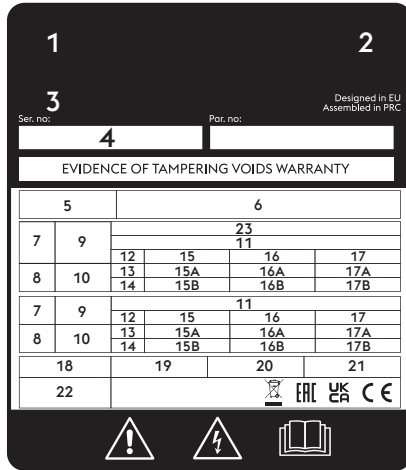 1 2
3
Designed in EU
Assembled in PRC
Ser. no: Par. no:
4
EVIDENCE OF TAMPERING VOIDS WARRANTY
5 6
7 9 23
11
12 15 16 17
8 10 13 15A 16A 17A
14 15B 16B 17B
7 9 11
12 15 16 17
8 10 13 15A 16A 17A
14 15B 16B 17B
18 19 20 21
22 EAC UK CA CE